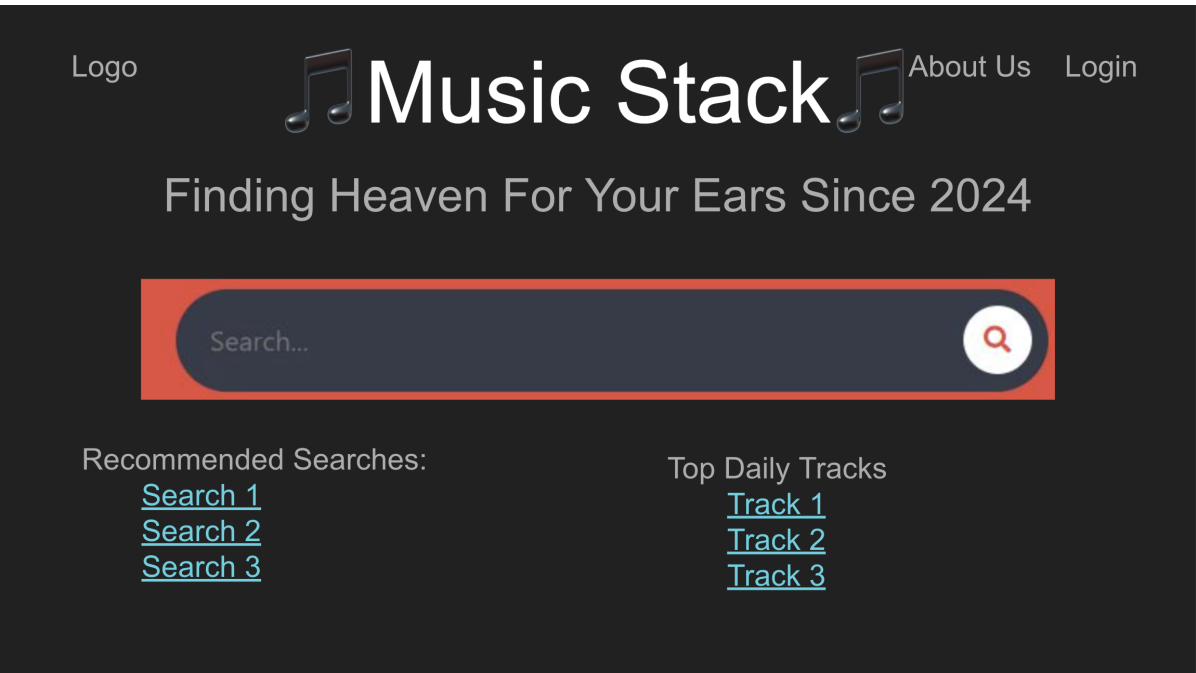 Logo
🎵Music Stack🎵
About Us
Login
Finding Heaven For Your Ears Since 2024
Search...
Recommended Searches:
Search 1
Search 2
Search 3
Top Daily Tracks
Track 1
Track 2
Track 3